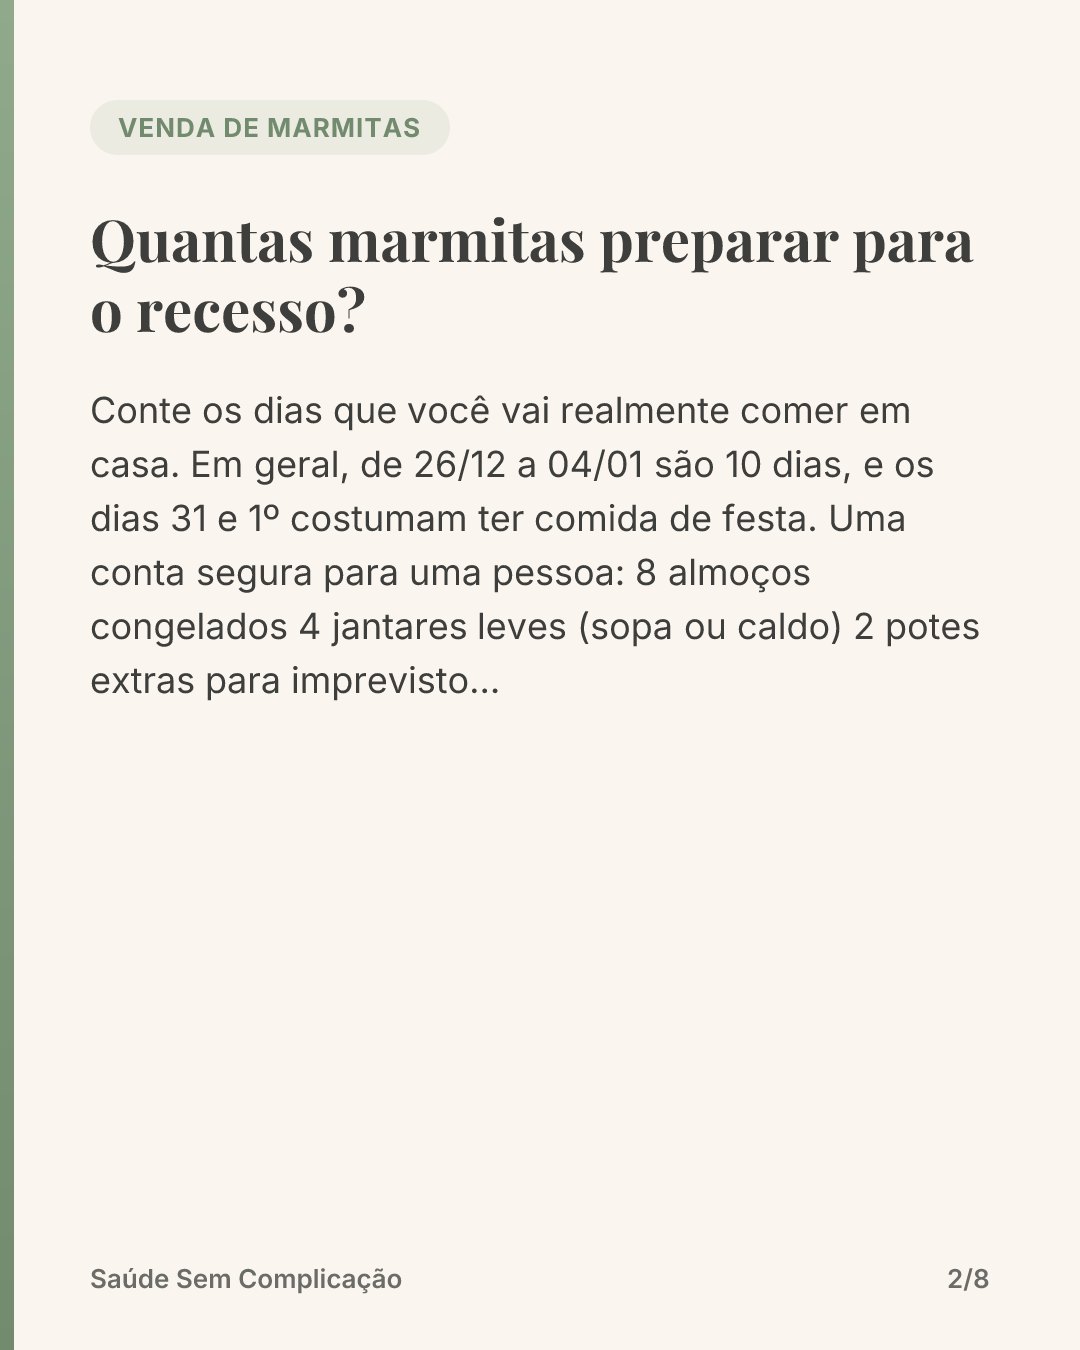 VENDA DE MARMITAS
Quantas marmitas preparar para
o recesso?
Conte os dias que você vai realmente comer em
casa. Em geral, de 26/12 a 04/01 são 10 dias, e os
dias 31 e 1º costumam ter comida de festa. Uma
conta segura para uma pessoa: 8 almoços
congelados 4 jantares leves (sopa ou caldo) 2 potes
extras para imprevisto...
Saúde Sem Complicação
2/8